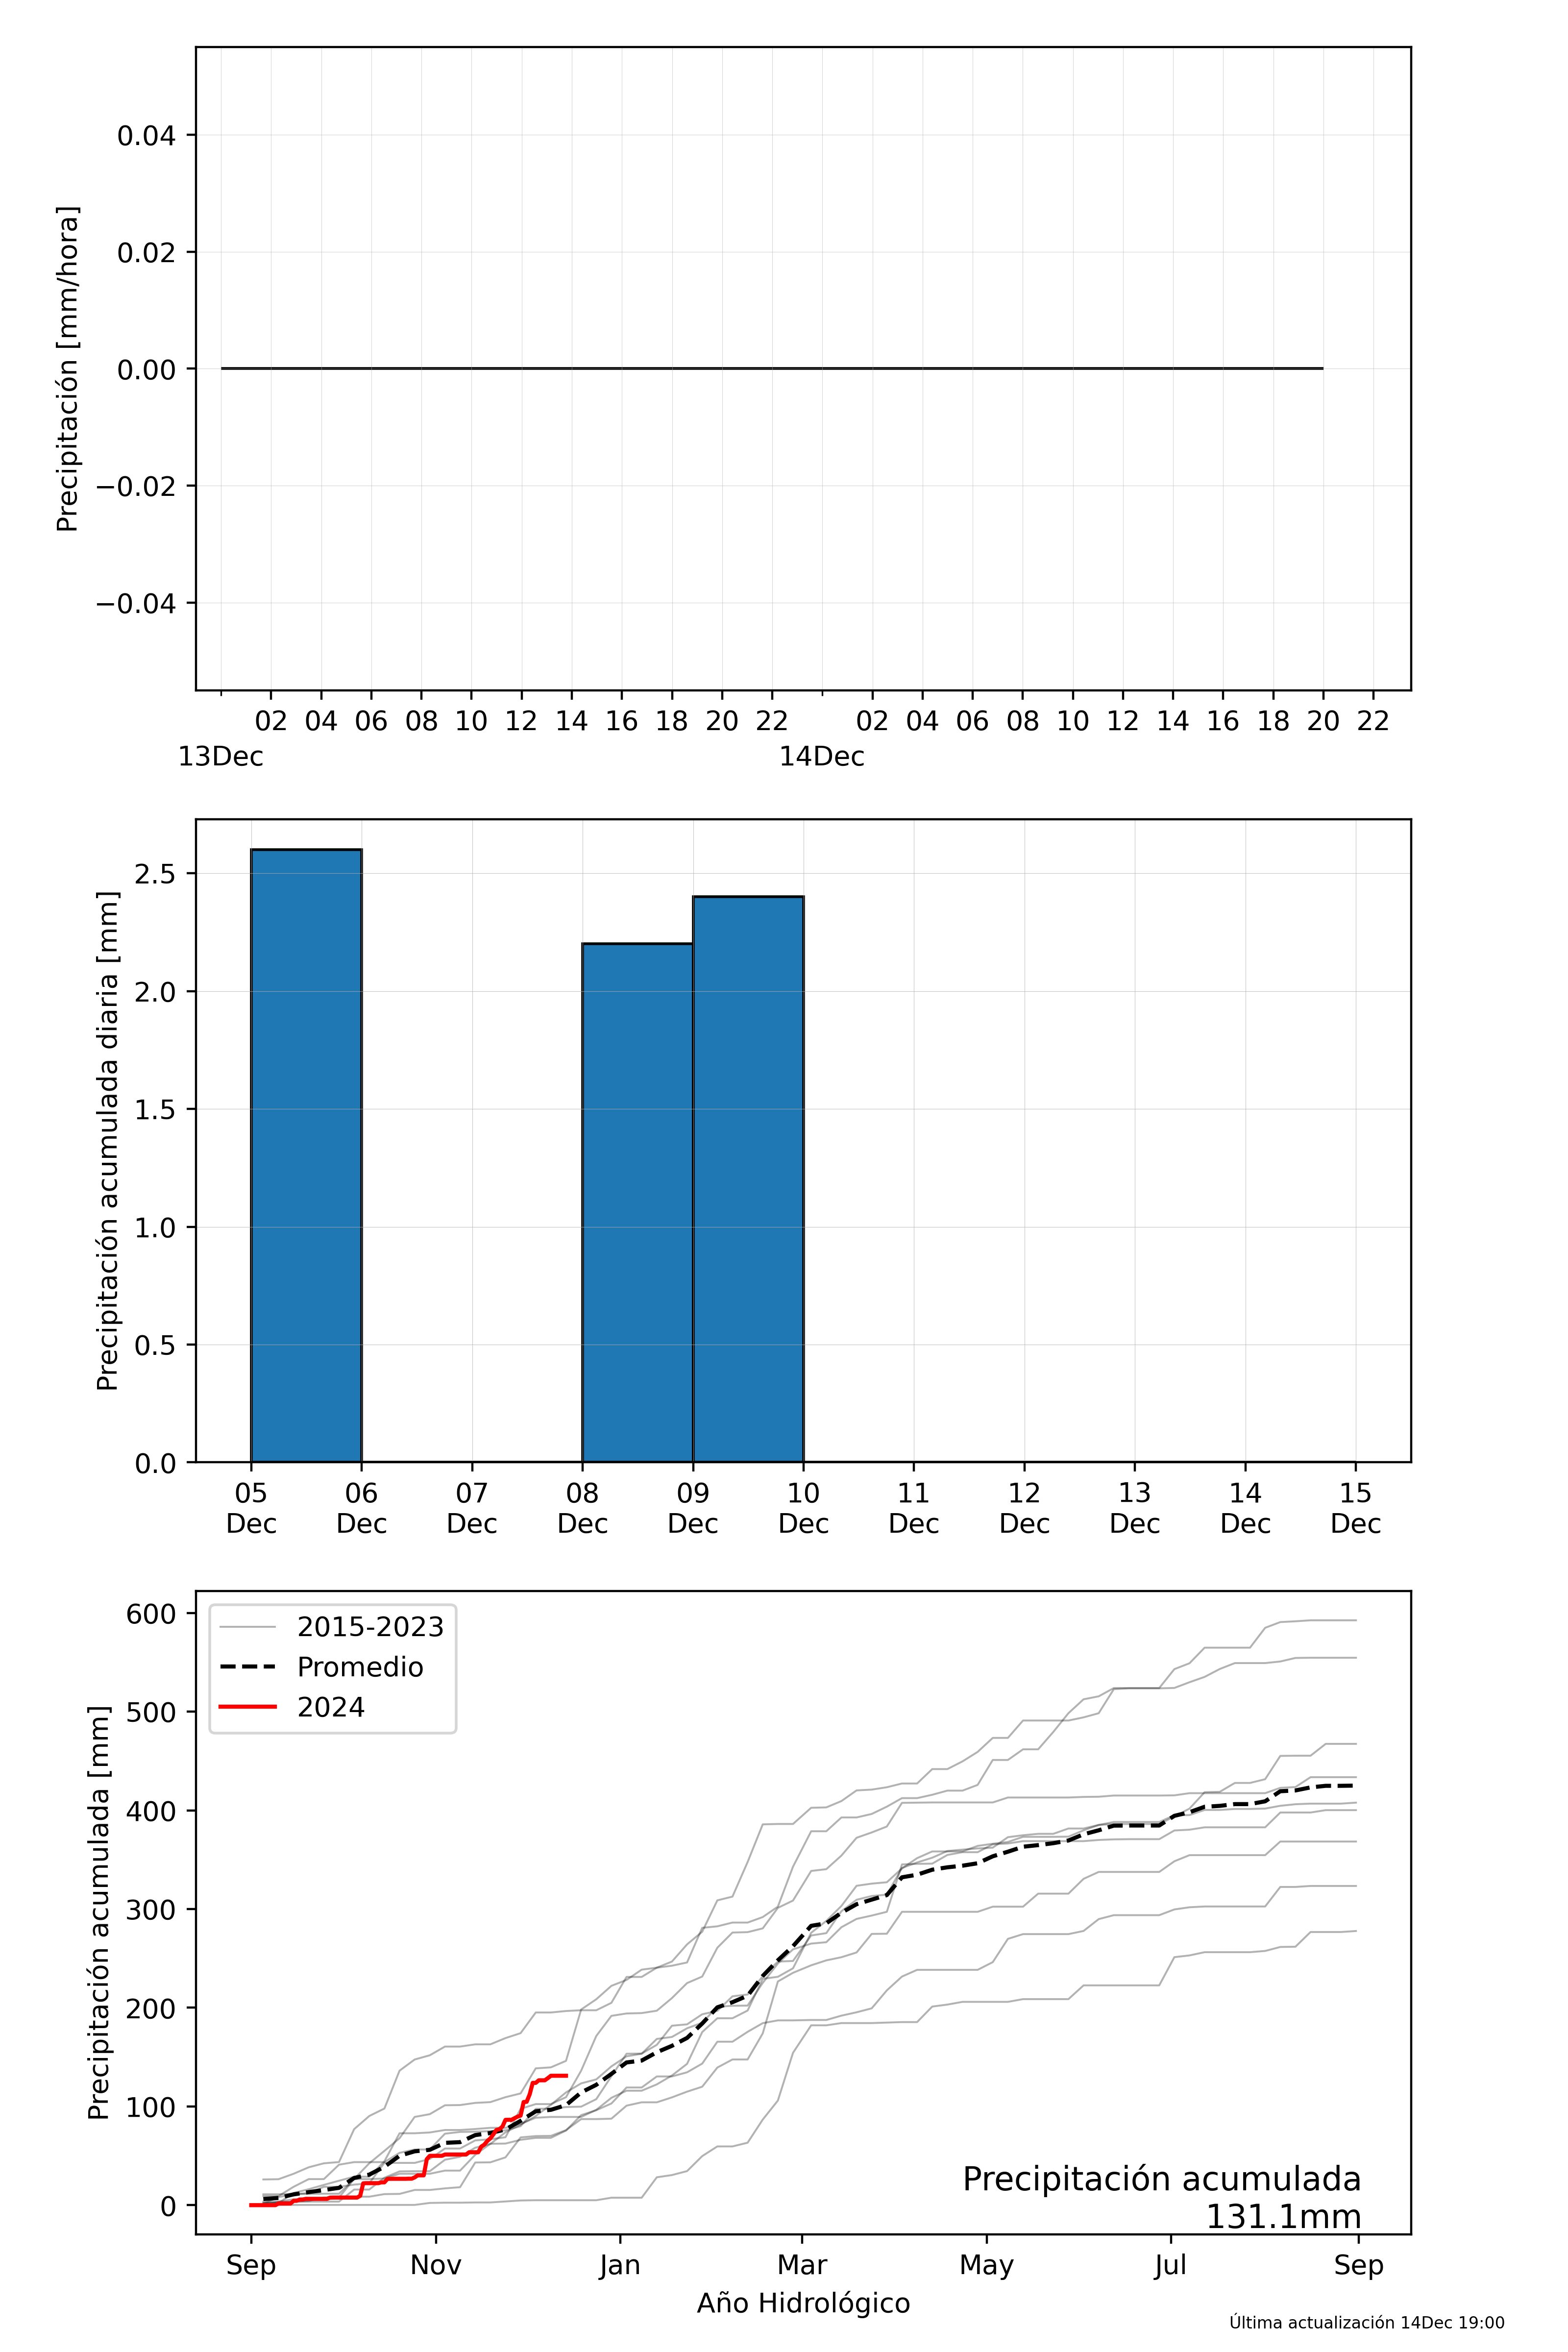 Precipitación [mm/hora]
0.04
0.02
0.00
−0.02
−0.04
02 04 06 08 10 12 14 16 18 20 22 02 04 06 08 10 12 14 16 18 20 22
13Dec 14Dec
Precipitación acumulada diaria [mm]
2.5
2.0
1.5
1.0
0.5
0.0
05 06 07 08 09 10 11 12 13 14 15
Dec Dec Dec Dec Dec Dec Dec Dec Dec Dec Dec
Precipitación acumulada [mm]
600
500
400
300
200
100
0
2015-2023
Promedio
2024
Precipitación acumulada
131.1mm
Sep Nov Jan Mar May Jul Sep
Año Hidrológico
Última actualización 14Dec 19:00